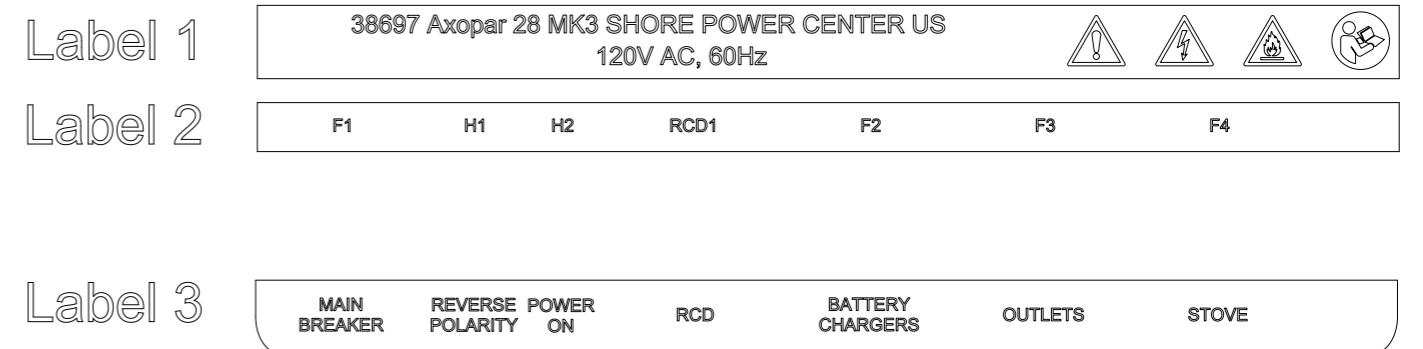 Label 1
38697 Axopar 28 MK3 SHORE POWER CENTER US
120V AC, 60Hz
Label 2
F1 H1 H2 RCD1 F2 F3 F4
Label 3
MAIN BREAKER
REVERSE POLARITY
POWER ON
RCD
BATTERY CHARGERS
OUTLETS
STOVE